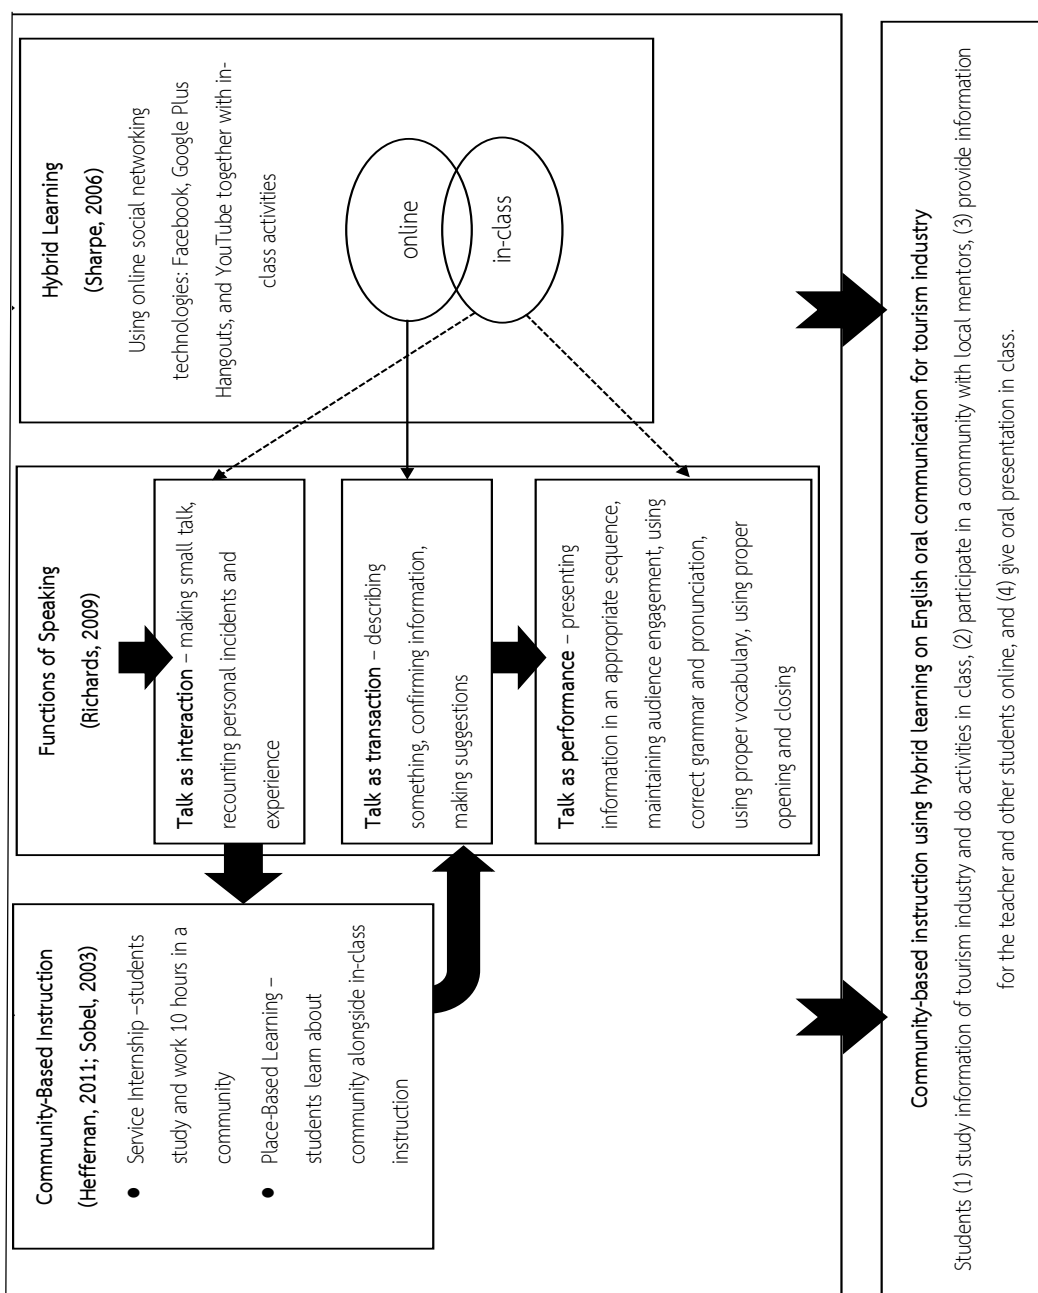 Community-Based Instruction
(Heffernan, 2011; Sobel, 2003)
● Service Internship –students
study and work 10 hours in a
community
● Place-Based Learning –
students learn about
community alongside in-class
instruction
Functions of Speaking
(Richards, 2009)
Talk as interaction – making small talk,
recounting personal incidents and
experience
Talk as transaction – describing
something, confirming information,
making suggestions
Talk as performance – presenting
information in an appropriate sequence,
maintaining audience engagement, using
correct grammar and pronunciation,
using proper vocabulary, using proper
opening and closing
Hybrid Learning
(Sharpe, 2006)
Using online social networking
technologies: Facebook, Google Plus
Hangouts, and YouTube together with in-
class activities
online
in-class
Community-based instruction using hybrid learning on English oral communication for tourism industry
Students (1) study information of tourism industry and do activities in class, (2) participate in a community with local mentors, (3) provide information
for the teacher and other students online, and (4) give oral presentation in class.